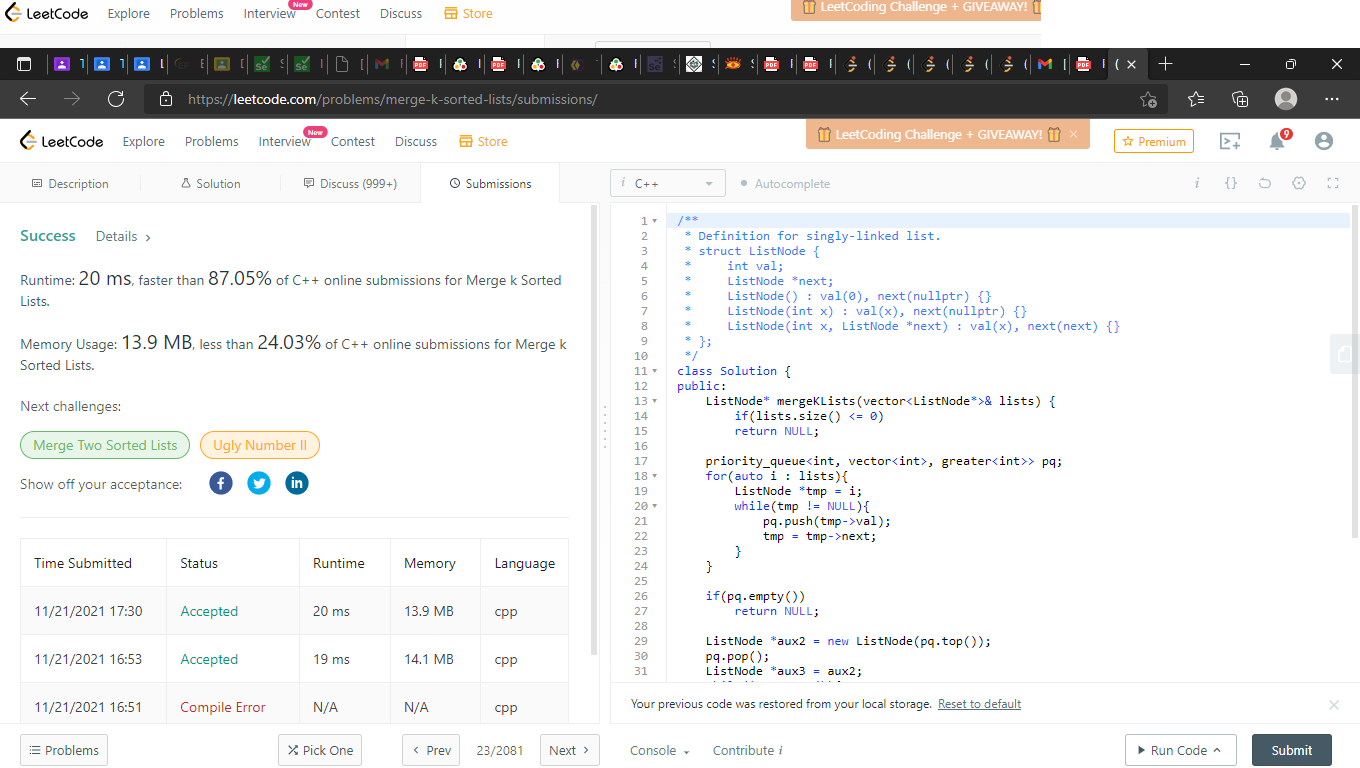 LeetCode Explore Problems Interview New Contest Discuss Store LeetCoding Challenge + GIVEAWAY!
https://leetcode.com/problems/merge-k-sorted-lists/submissions/
LeetCode Explore Problems Interview New Contest Discuss Store LeetCoding Challenge + GIVEAWAY! × Premium 9
Description Solution Discuss (999+) Submissions
i C++ Autocomplete i {}
Success Details >
Runtime: 20 ms, faster than 87.05% of C++ online submissions for Merge k Sorted
Lists.
Memory Usage: 13.9 MB, less than 24.03% of C++ online submissions for Merge k
Sorted Lists.
Next challenges:
Merge Two Sorted Lists Ugly Number II
Show off your acceptance:
Time Submitted Status Runtime Memory Language
11/21/2021 17:30 Accepted 20 ms 13.9 MB cpp
11/21/2021 16:53 Accepted 19 ms 14.1 MB cpp
11/21/2021 16:51 Compile Error N/A N/A cpp
1 /**
2 * Definition for singly-linked list.
3 * struct ListNode {
4 *     int val;
5 *     ListNode *next;
6 *     ListNode() : val(0), next(nullptr) {}
7 *     ListNode(int x) : val(x), next(nullptr) {}
8 *     ListNode(int x, ListNode *next) : val(x), next(next) {}
9 * };
10 */
11 class Solution {
12 public:
13     ListNode* mergeKLists(vector<ListNode*>& lists) {
14         if(lists.size() <= 0)
15         return NULL;
16
17     priority_queue<int, vector<int>, greater<int>> pq;
18     for(auto i : lists){
19         ListNode *tmp = i;
20         while(tmp != NULL){
21             pq.push(tmp->val);
22             tmp = tmp->next;
23         }
24     }
25
26     if(pq.empty())
27         return NULL;
28
29     ListNode *aux2 = new ListNode(pq.top());
30     pq.pop();
31     ListNode *aux3 = aux2;
Your previous code was restored from your local storage. Reset to default
Problems Pick One < Prev 23/2081 Next > Console Contribute i Run Code Submit